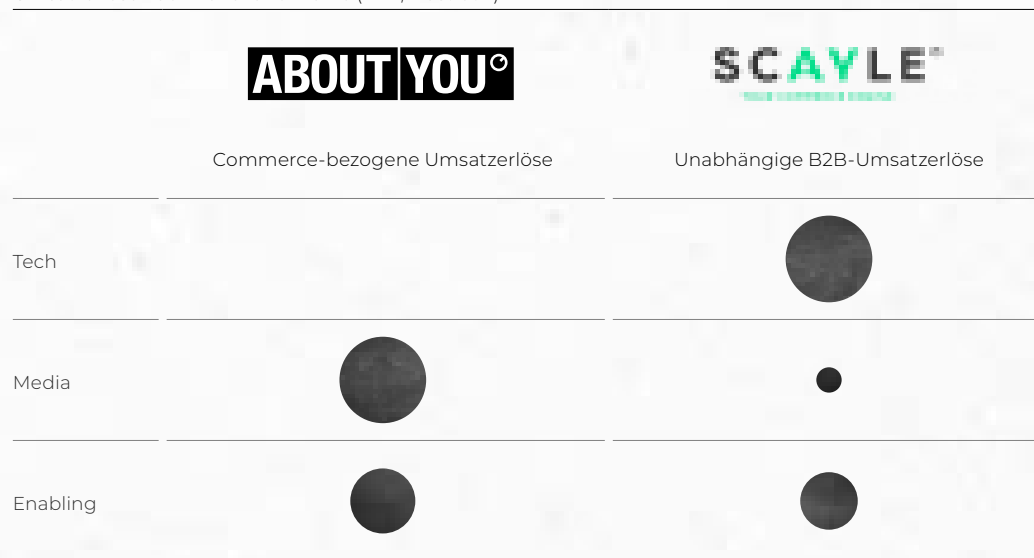 ABOUT YOU°
SCAYLE
Commerce-bezogene Umsatzerlöse
Unabhängige B2B-Umsatzerlöse
Tech
Media
Enabling